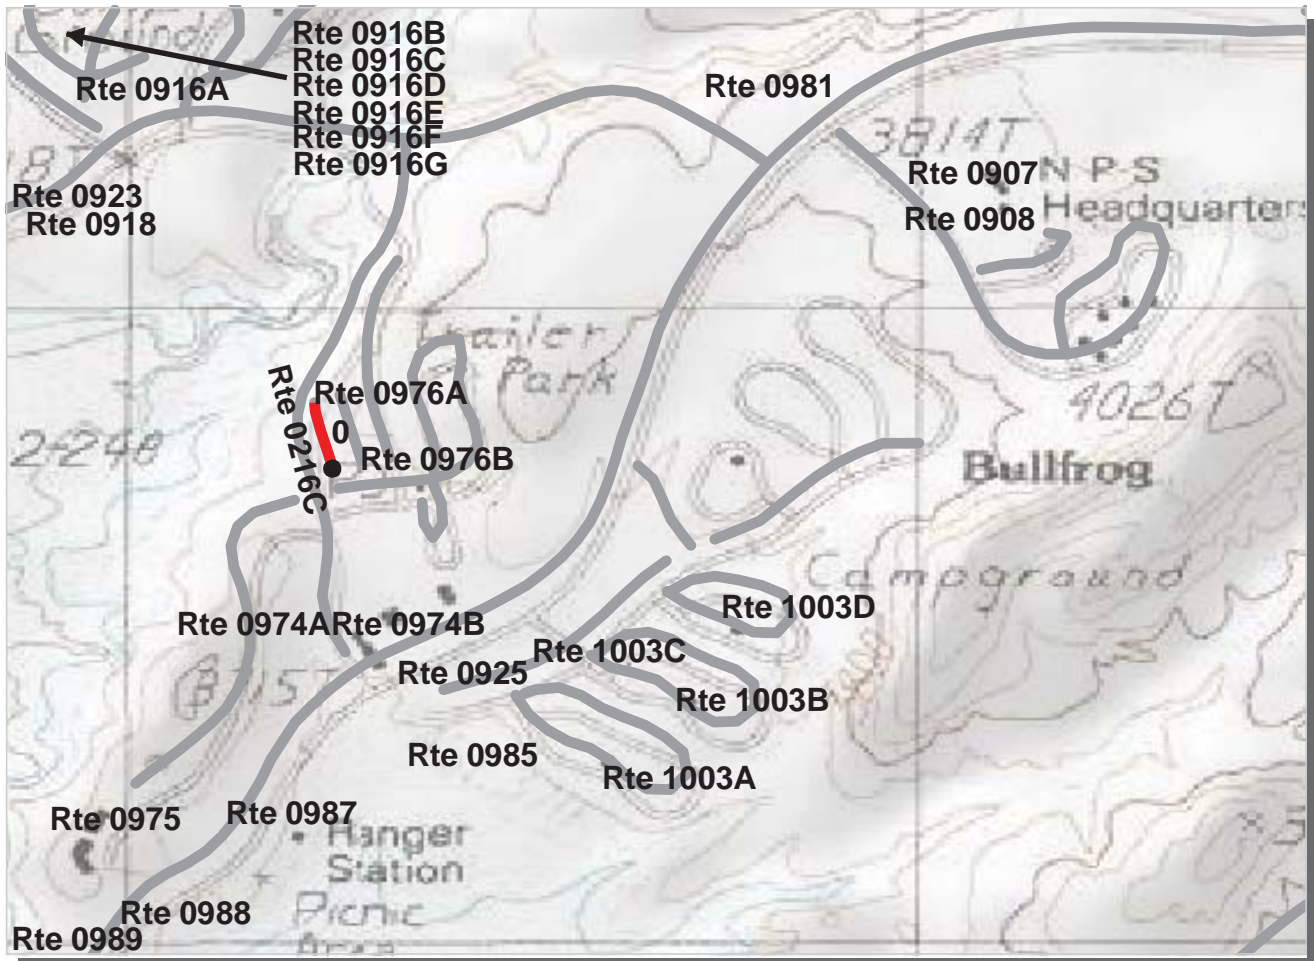 Ground
Rte 0916A
Rte 0916B
Rte 0916C
Rte 0916D
Rte 0916E
Rte 0916F
Rte 0916G
Rte 0981
3814T
Rte 0907
N-P-S
Headquarters
Rte 0908
18T
Rte 0923
Rte 0918
Trailer
Park
Rte 0976A
Rte 0216C
0
Rte 0976B
4026T
Bullfrog
Campground
Rte 1003D
Rte 0974A
Rte 0974B
Rte 1003C
Rte 0925
Rte 1003B
Rte 0985
Rte 1003A
Rte 0975
Rte 0987
Ranger
Station
Picnic
Area
Rte 0988
Rte 0989